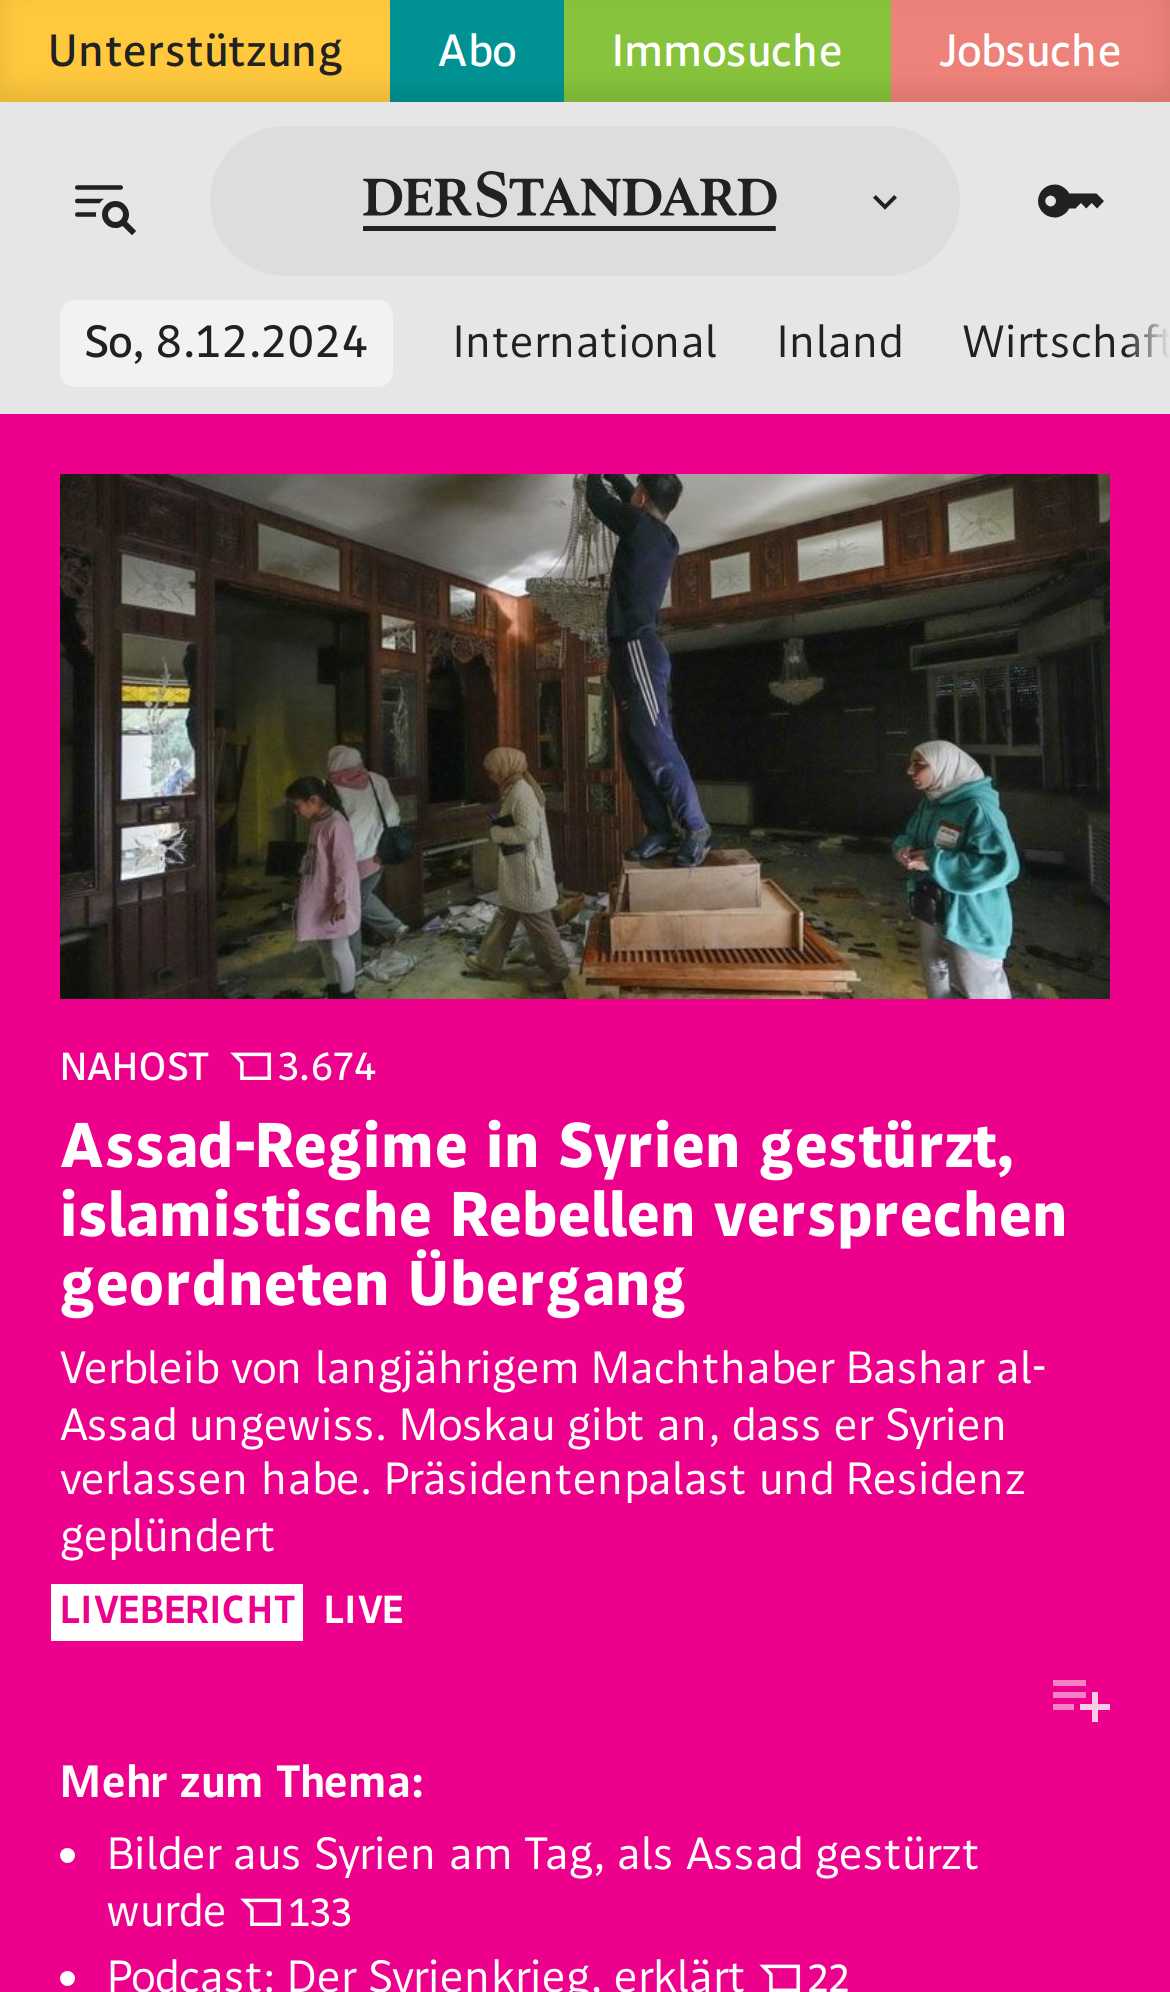 Unterstützung Abo Immosuche Jobsuche
DERSTANDARD
So, 8.12.2024 International Inland Wirtschaft
NAHOST 3.674
Assad-Regime in Syrien gestürzt,
islamistische Rebellen versprechen
geordneten Übergang
Verbleib von langjährigem Machthaber Bashar al-
Assad ungewiss. Moskau gibt an, dass er Syrien
verlassen habe. Präsidentenpalast und Residenz
geplündert
LIVEBERICHT LIVE
Mehr zum Thema:
• Bilder aus Syrien am Tag, als Assad gestürzt
wurde 133
• Podcast: Der Syrienkrieg, erklärt 22